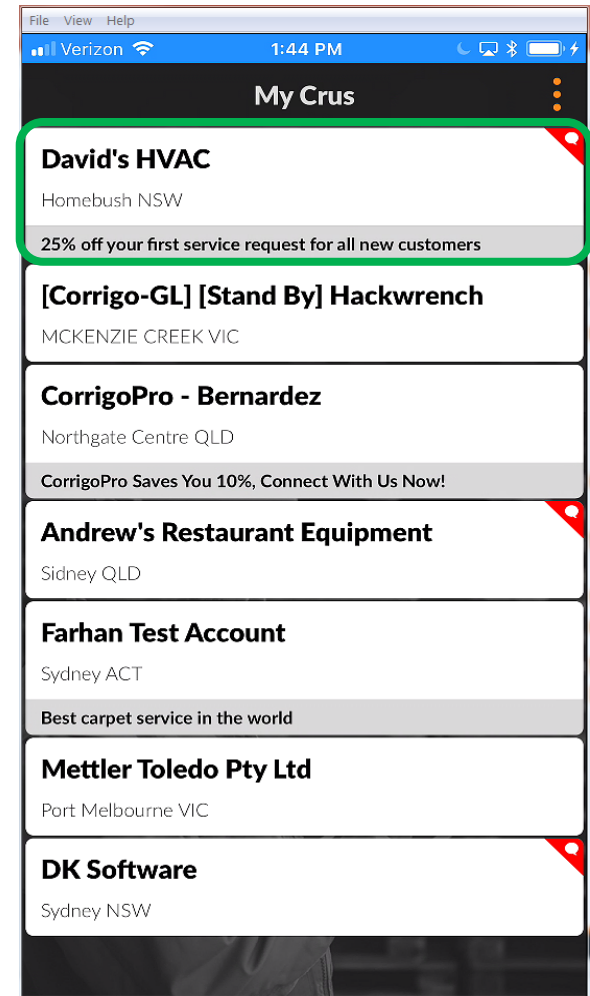 File View Help
Verizon 1:44 PM
My Crus
David's HVAC
Homebush NSW
25% off your first service request for all new customers
[Corrigo-GL] [Stand By] Hackwrench
MCKENZIE CREEK VIC
CorrigoPro - Bernardez
Northgate Centre QLD
CorrigoPro Saves You 10%, Connect With Us Now!
Andrew's Restaurant Equipment
Sidney QLD
Farhan Test Account
Sydney ACT
Best carpet service in the world
Mettler Toledo Pty Ltd
Port Melbourne VIC
DK Software
Sydney NSW